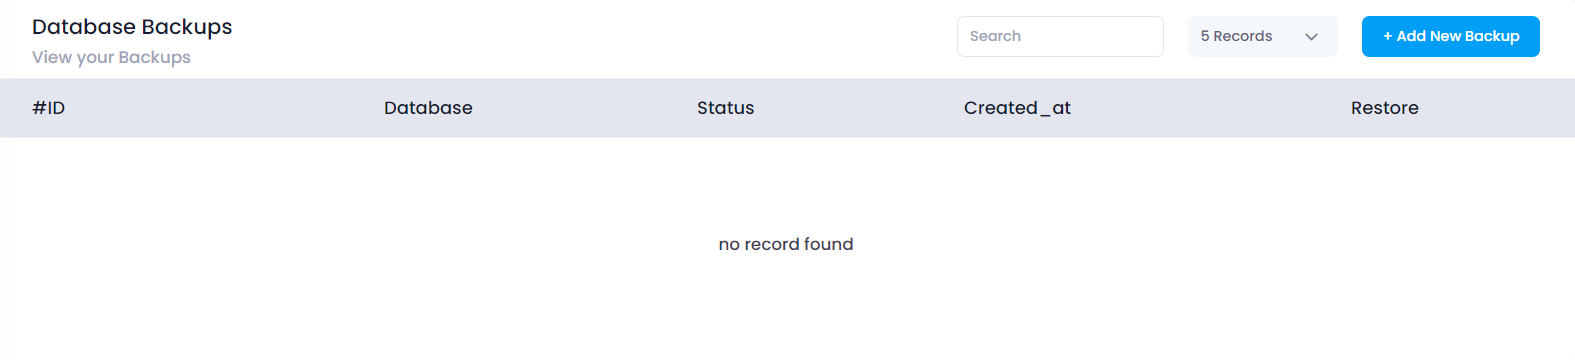 Database Backups
View your Backups
Search
5 Records
+ Add New Backup
#ID Database Status Created_at Restore
no record found